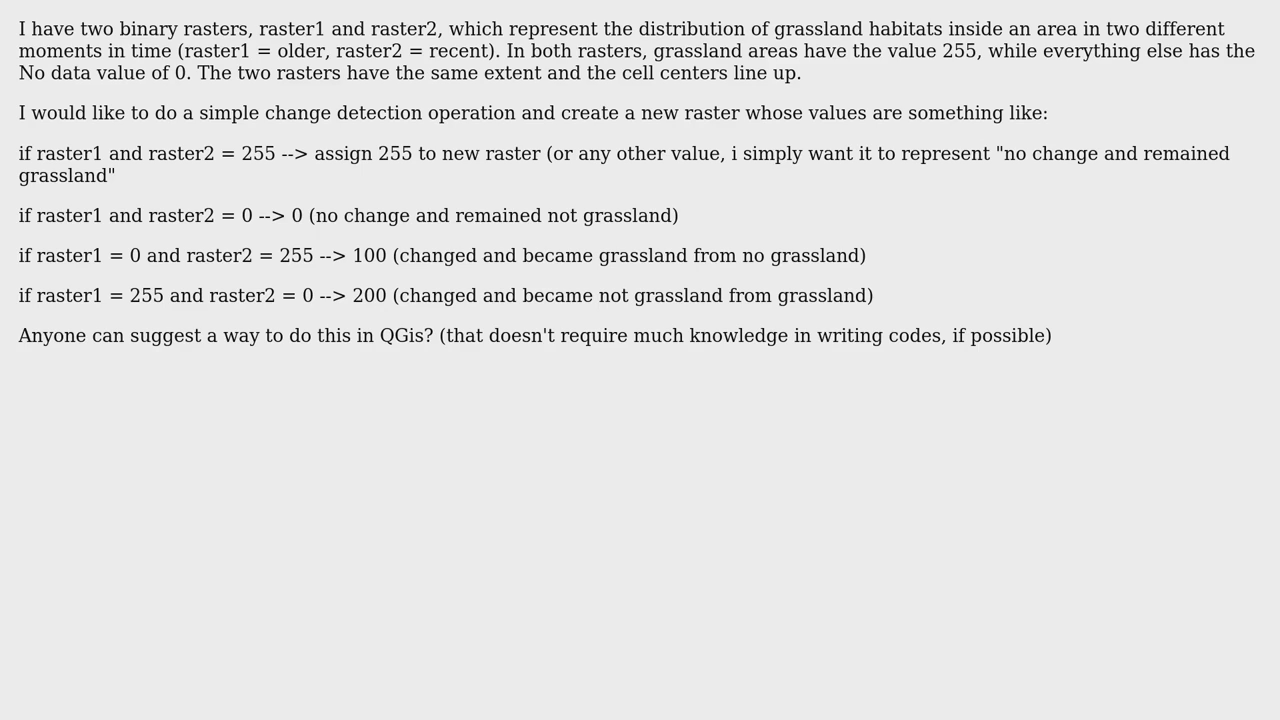 I have two binary rasters, raster1 and raster2, which represent the distribution of grassland habitats inside an area in two different
moments in time (raster1 = older, raster2 = recent). In both rasters, grassland areas have the value 255, while everything else has the
No data value of 0. The two rasters have the same extent and the cell centers line up.
I would like to do a simple change detection operation and create a new raster whose values are something like:
if raster1 and raster2 = 255 --> assign 255 to new raster (or any other value, i simply want it to represent "no change and remained
grassland"
if raster1 and raster2 = 0 --> 0 (no change and remained not grassland)
if raster1 = 0 and raster2 = 255 --> 100 (changed and became grassland from no grassland)
if raster1 = 255 and raster2 = 0 --> 200 (changed and became not grassland from grassland)
Anyone can suggest a way to do this in QGis? (that doesn't require much knowledge in writing codes, if possible)